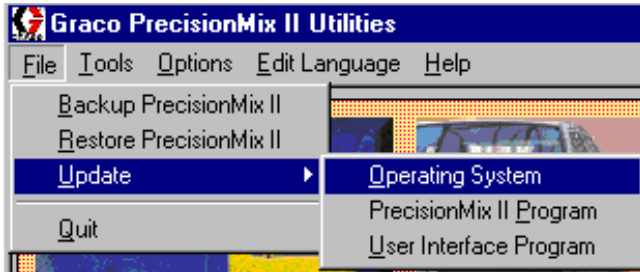 Graco PrecisionMix II Utilities
File Tools Options Edit Language Help
Backup PrecisionMix II
Restore PrecisionMix II
Update
Quit
Operating System
PrecisionMix II Program
User Interface Program